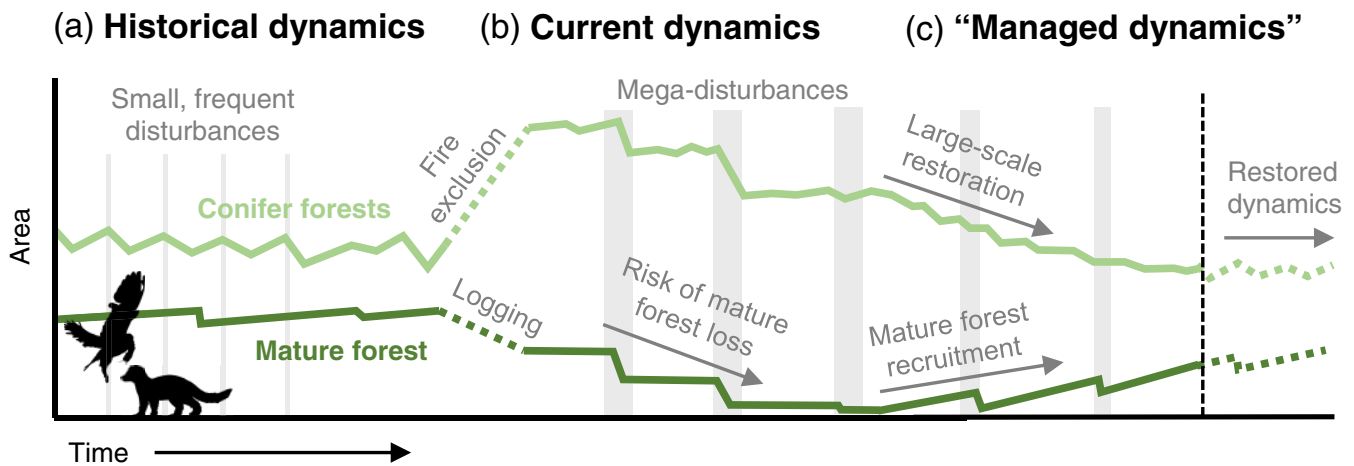 (a) Historical dynamics
(b) Current dynamics
(c) “Managed dynamics”
Small, frequent
disturbances
Conifer forests
Mature forest
Fire
exclusion
Logging
Mega-disturbances
Risk of mature
forest loss
Large-scale
restoration
Mature forest
recruitment
Restored
dynamics
Area
Time